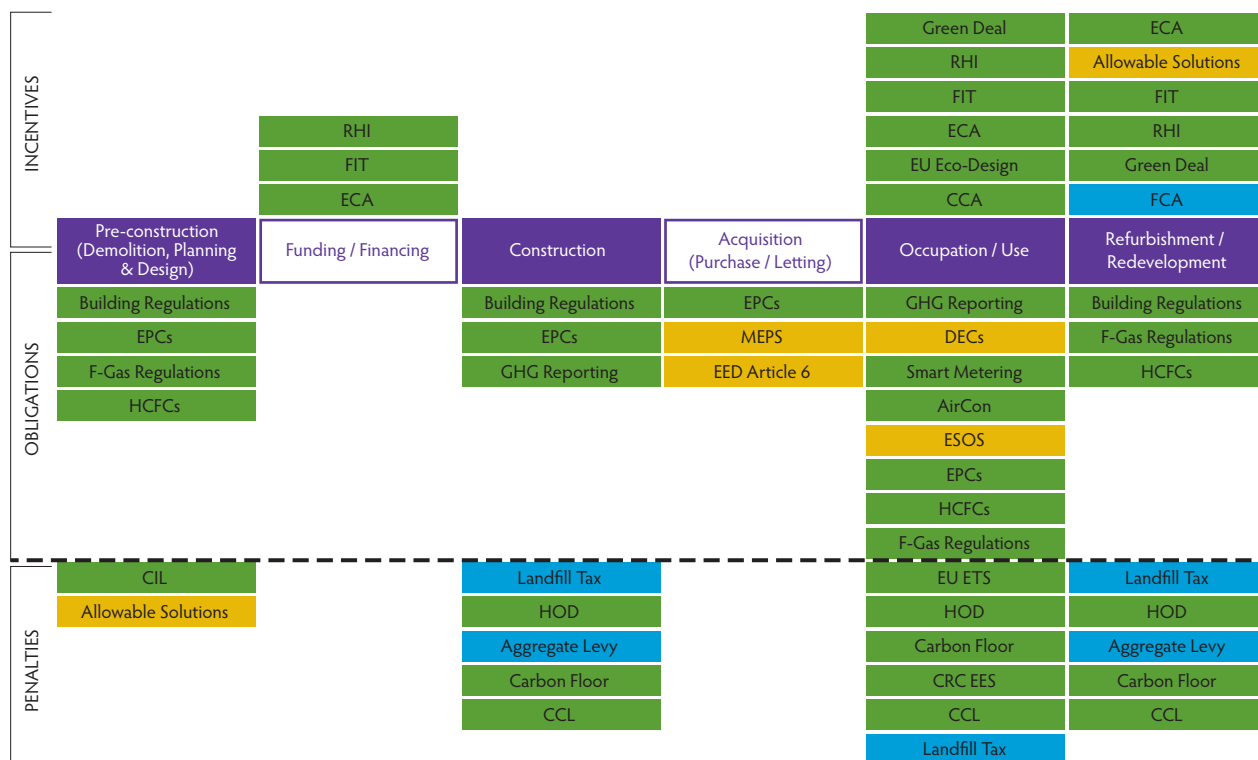 INCENTIVES
Green Deal
ECA
RHI
Allowable Solutions
FIT
FIT
RHI
ECA
RHI
FIT
EU Eco-Design
Green Deal
ECA
CCA
FCA
Pre-construction
(Demolition, Planning
& Design)
Funding / Financing
Construction
Acquisition
(Purchase / Letting)
Occupation / Use
Refurbishment /
Redevelopment
OBLIGATIONS
Building Regulations
Building Regulations
EPCs
GHG Reporting
Building Regulations
EPCs
EPCs
MEPS
DECs
F-Gas Regulations
F-Gas Regulations
GHG Reporting
EED Article 6
Smart Metering
HCFCs
HCFCs
AirCon
ESOS
EPCs
HCFCs
F-Gas Regulations
PENALTIES
CIL
Landfill Tax
EU ETS
Landfill Tax
Allowable Solutions
HOD
HOD
HOD
Aggregate Levy
Carbon Floor
Aggregate Levy
Carbon Floor
CRC EES
Carbon Floor
CCL
CCL
CCL
Landfill Tax